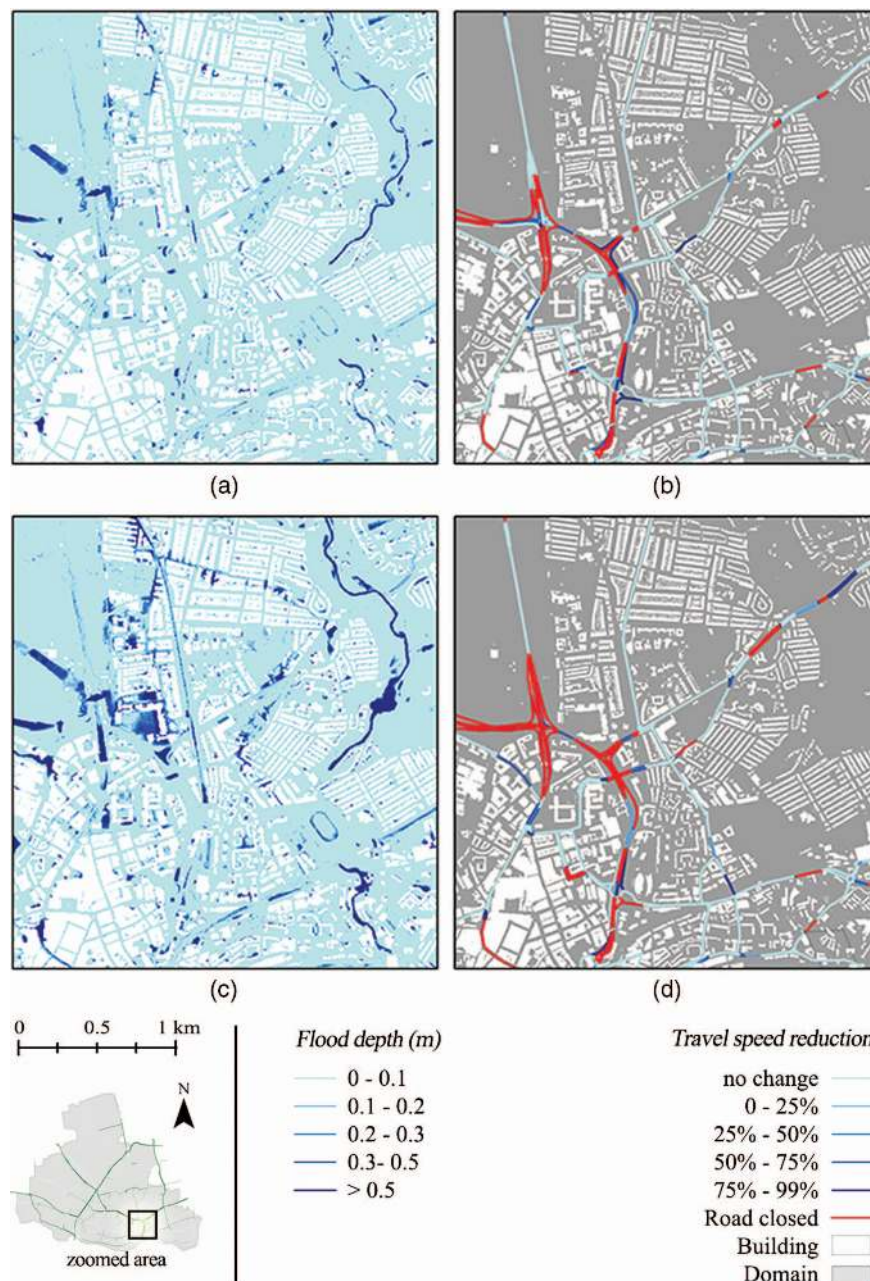 (a)
(b)
(c)
(d)
0 0.5 1 km
N
zoomed area
Flood depth (m)
0 - 0.1
0.1 - 0.2
0.2 - 0.3
0.3- 0.5
> 0.5
Travel speed reduction
no change
0 - 25%
25% - 50%
50% - 75%
75% - 99%
Road closed
Building
Domain